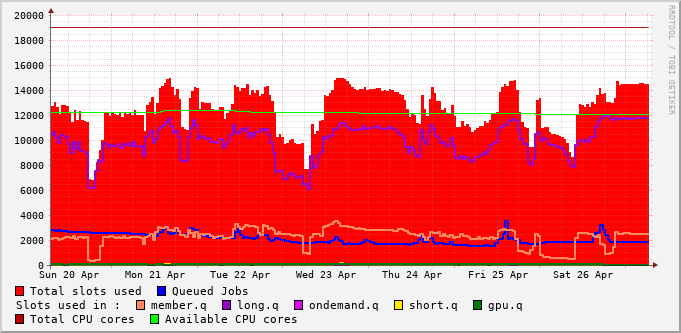 20000
18000
16000
14000
12000
10000
8000
6000
4000
2000
0
Sun 20 Apr Mon 21 Apr Tue 22 Apr Wed 23 Apr Thu 24 Apr Fri 25 Apr Sat 26 Apr
Total slots used Queued Jobs
Slots used in : member.q long.q ondemand.q short.q gpu.q
Total CPU cores Available CPU cores
RRDTOOL / TOBI OETIKER